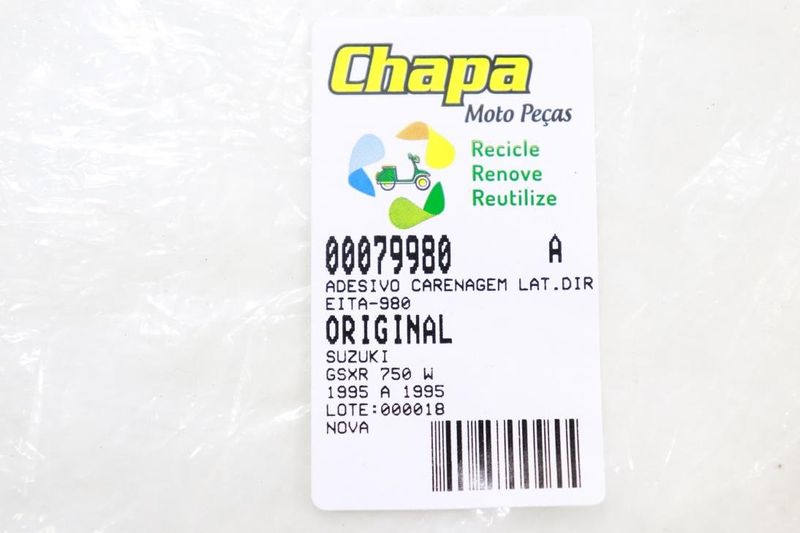 Chapa
Moto Peças
Recicle
Renove
Reutilize
00079980 A
ADESIVO CARENAGEM LAT.DIR
EITA-980
ORIGINAL
SUZUKI
GSXR 750 W
1995 A 1995
LOTE:000018
NOVA